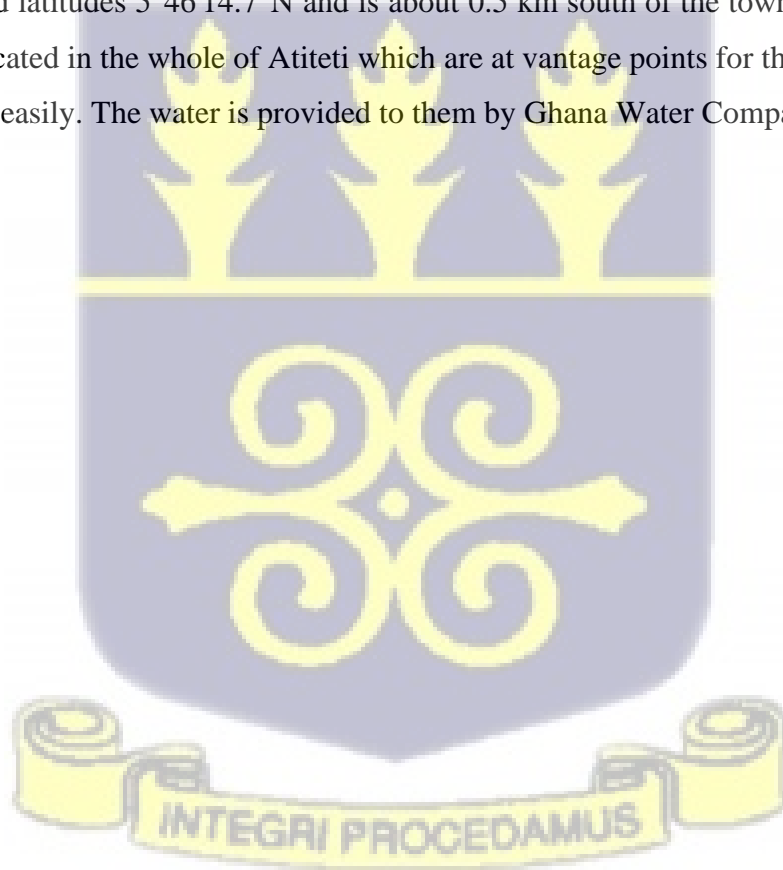 latitudes 5°46'14.7"N and is about 0.5 km south of the town
cated in the whole of Atiteti which are at vantage points for th
easily. The water is provided to them by Ghana Water Compa
INTEGRI PROCEDAMUS